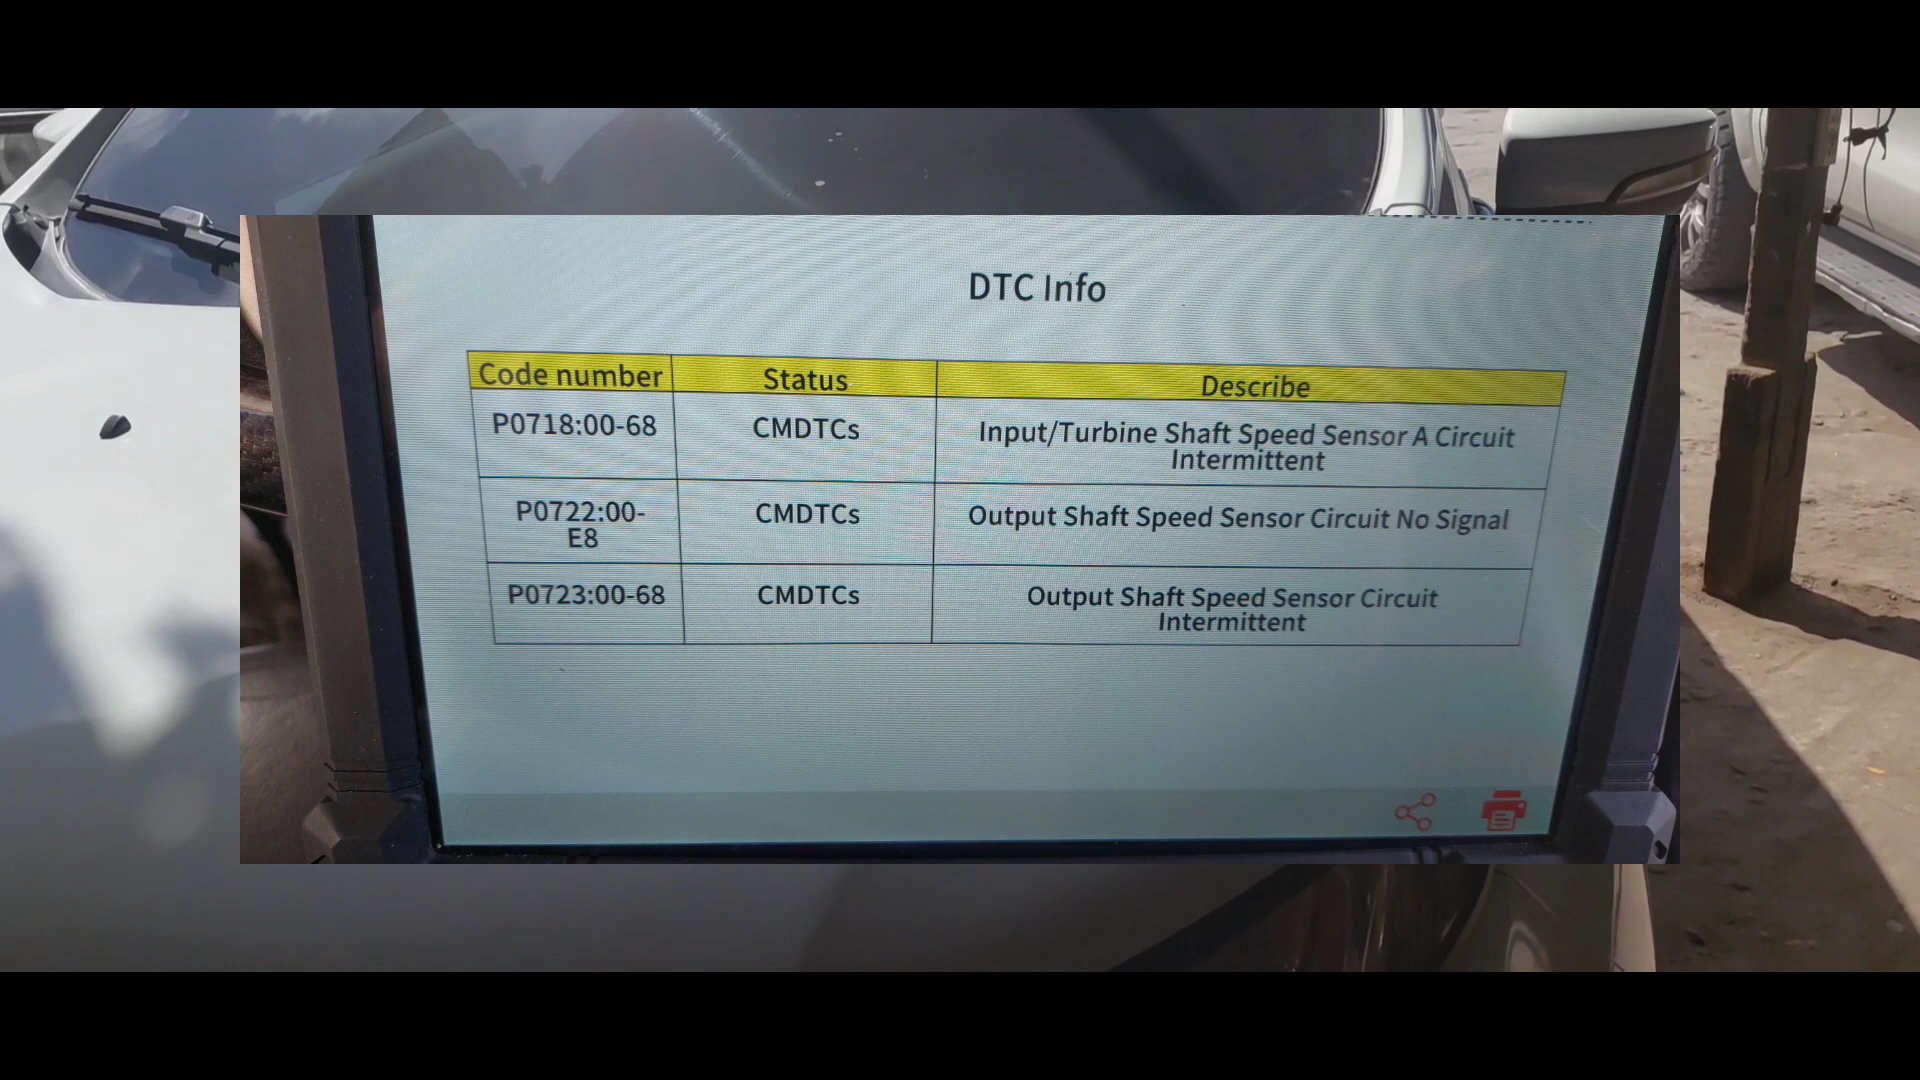 DTC Info
Code number Status Describe
P0718:00-68 CMDTCs Input/Turbine Shaft Speed Sensor A Circuit
Intermittent
P0722:00-
E8 CMDTCs Output Shaft Speed Sensor Circuit No Signal
P0723:00-68 CMDTCs Output Shaft Speed Sensor Circuit
Intermittent